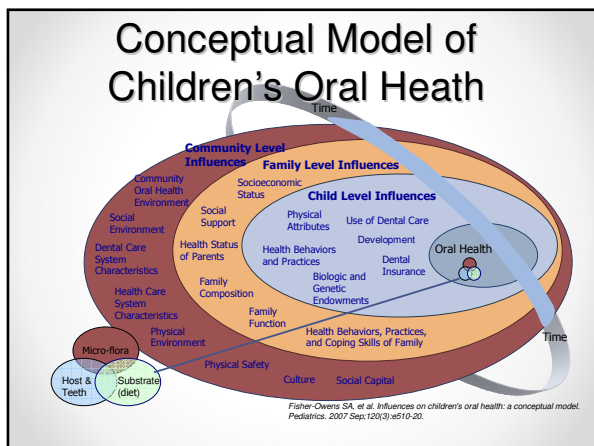 Conceptual Model of
Children's Oral Heath
Time
Community Level
Influences
Family Level Influences
Child Level Influences
Community
Oral Health
Environment
Social
Environment
Dental Care
System
Characteristics
Health Care
System
Characteristics
Physical
Environment
Physical Safety
Culture
Social Capital
Socioeconomic
Status
Social
Support
Health Status
of Parents
Family
Composition
Family
Function
Health Behaviors, Practices,
and Coping Skills of Family
Physical
Attributes
Use of Dental Care
Development
Health Behaviors
and Practices
Dental
Insurance
Biologic and
Genetic
Endowments
Oral Health
Time
Micro-flora
Host &
Teeth
Substrate
(diet)
Fisher-Owens SA, et al. Influences on children's oral health: a conceptual model.
Pediatrics. 2007 Sep;120(3):e510-20.